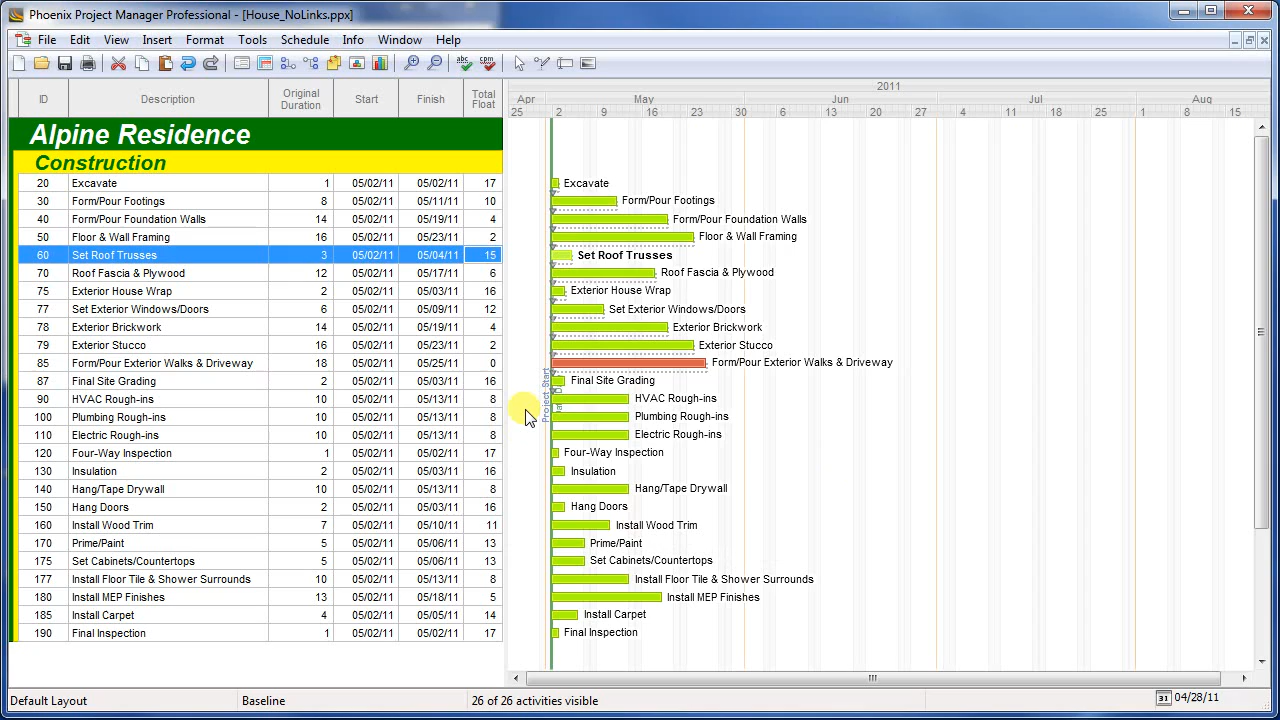 Phoenix Project Manager Professional - [House_NoLinks.ppx]
File Edit View Insert Format Tools Schedule Info Window Help
abc cpm
ID Description Original Duration Start Finish Total Float
2011
Apr May Jun Jul Aug
25 2 9 16 23 30 6 13 20 27 4 11 18 25 1 8 15
Alpine Residence
Construction
20 Excavate 1 05/02/11 05/02/11 17 Excavate
30 Form/Pour Footings 8 05/02/11 05/11/11 10 Form/Pour Footings
40 Form/Pour Foundation Walls 14 05/02/11 05/19/11 4 Form/Pour Foundation Walls
50 Floor & Wall Framing 16 05/02/11 05/23/11 2 Floor & Wall Framing
60 Set Roof Trusses 3 05/02/11 05/04/11 15 Set Roof Trusses
70 Roof Fascia & Plywood 12 05/02/11 05/17/11 6 Roof Fascia & Plywood
75 Exterior House Wrap 2 05/02/11 05/03/11 16 Exterior House Wrap
77 Set Exterior Windows/Doors 6 05/02/11 05/09/11 12 Set Exterior Windows/Doors
78 Exterior Brickwork 14 05/02/11 05/19/11 4 Exterior Brickwork
79 Exterior Stucco 16 05/02/11 05/23/11 2 Exterior Stucco
85 Form/Pour Exterior Walks & Driveway 18 05/02/11 05/25/11 0 Form/Pour Exterior Walks & Driveway
87 Final Site Grading 2 05/02/11 05/03/11 16 Final Site Grading
90 HVAC Rough-ins 10 05/02/11 05/13/11 8 HVAC Rough-ins
100 Plumbing Rough-ins 10 05/02/11 05/13/11 8 Plumbing Rough-ins
110 Electric Rough-ins 10 05/02/11 05/13/11 8 Electric Rough-ins
120 Four-Way Inspection 1 05/02/11 05/02/11 17 Four-Way Inspection
130 Insulation 2 05/02/11 05/03/11 16 Insulation
140 Hang/Tape Drywall 10 05/02/11 05/13/11 8 Hang/Tape Drywall
150 Hang Doors 2 05/02/11 05/03/11 16 Hang Doors
160 Install Wood Trim 7 05/02/11 05/10/11 11 Install Wood Trim
170 Prime/Paint 5 05/02/11 05/06/11 13 Prime/Paint
175 Set Cabinets/Countertops 5 05/02/11 05/06/11 13 Set Cabinets/Countertops
177 Install Floor Tile & Shower Surrounds 10 05/02/11 05/13/11 8 Install Floor Tile & Shower Surrounds
180 Install MEP Finishes 13 05/02/11 05/18/11 5 Install MEP Finishes
185 Install Carpet 4 05/02/11 05/05/11 14 Install Carpet
190 Final Inspection 1 05/02/11 05/02/11 17 Final Inspection
Project Start
Default Layout Baseline 26 of 26 activities visible 31 04/28/11